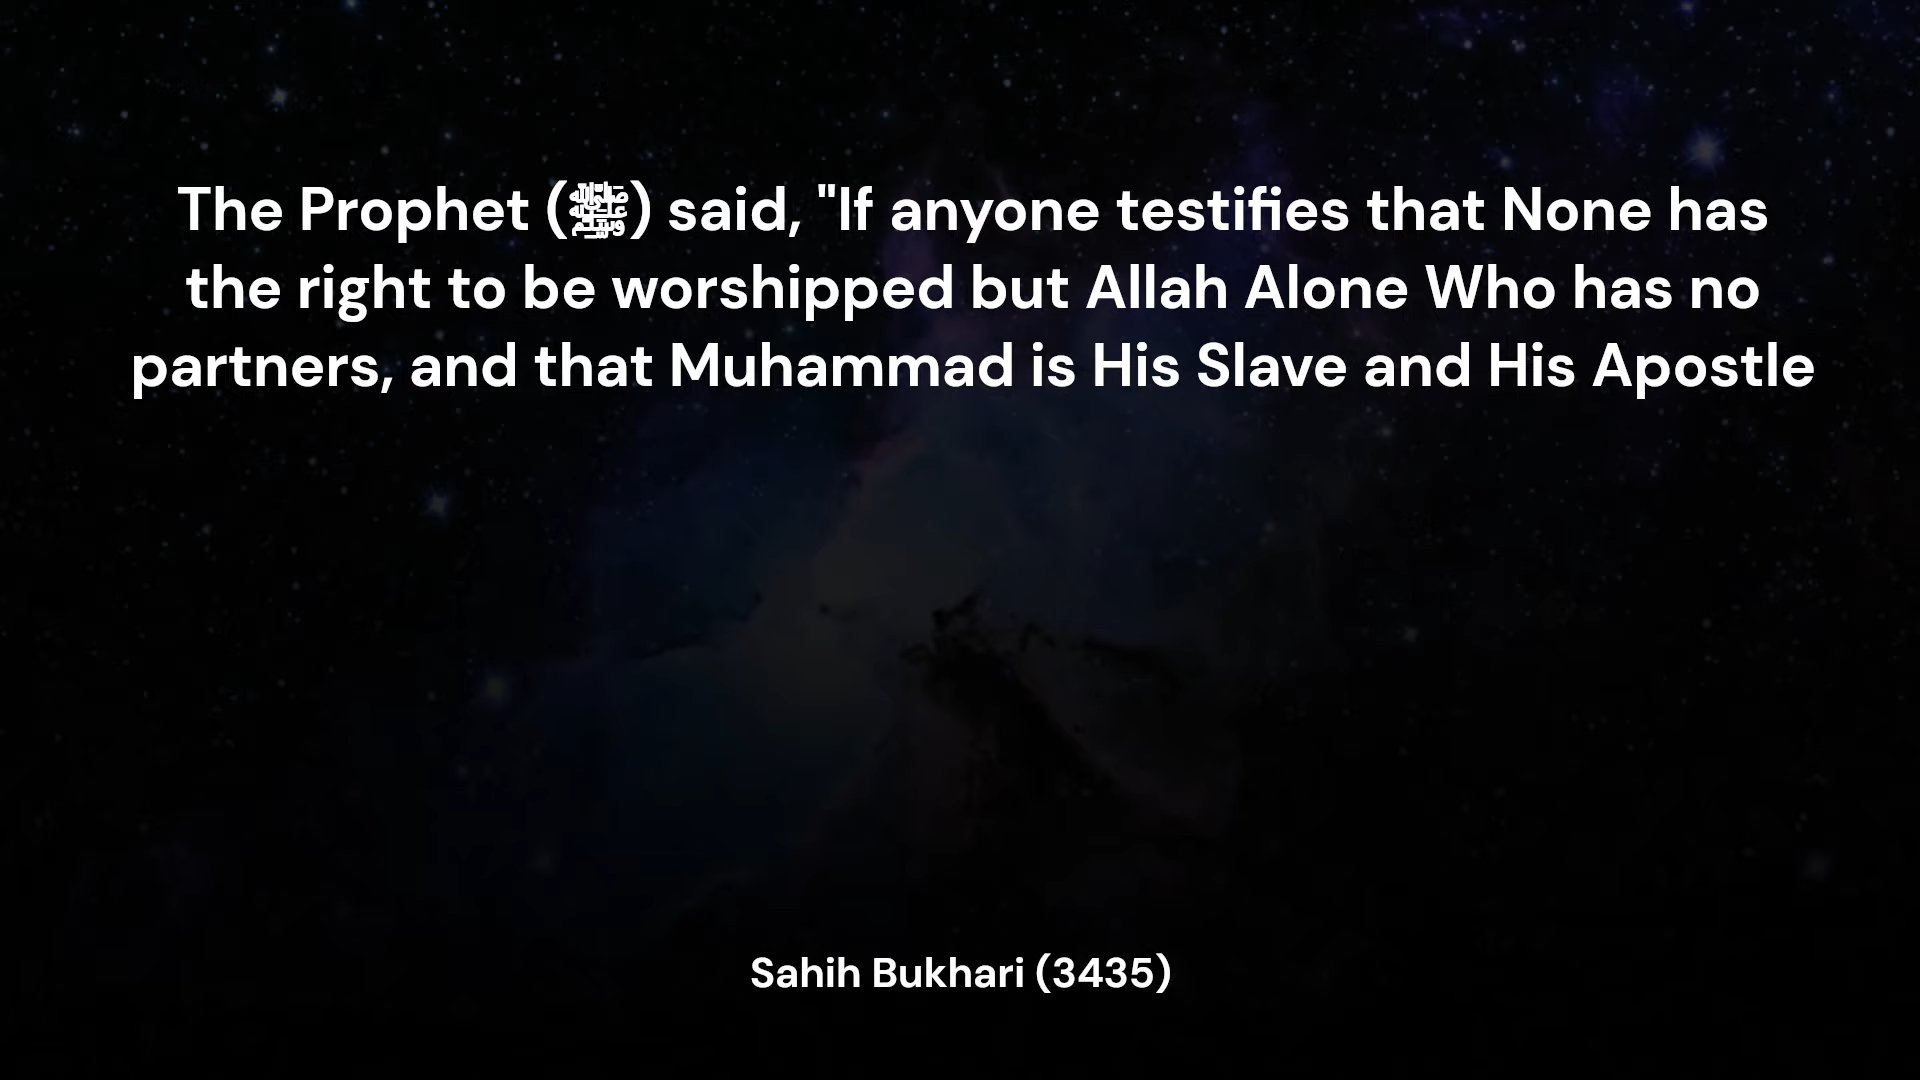 The Prophet (ﷺ) said, "If anyone testifies that None has
the right to be worshipped but Allah Alone Who has no
partners, and that Muhammad is His Slave and His Apostle
Sahih Bukhari (3435)